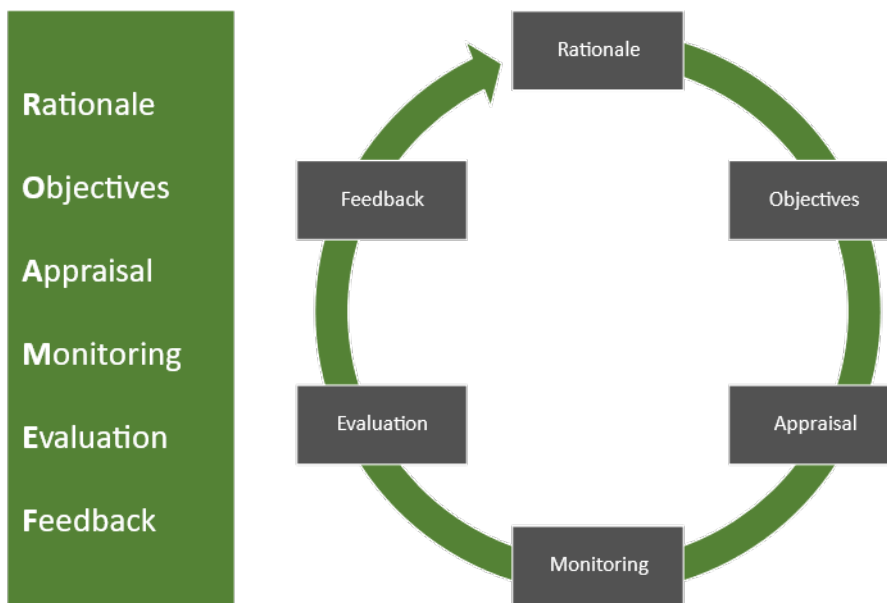 Rationale
Objectives
Appraisal
Monitoring
Evaluation
Feedback
Rationale
Objectives
Appraisal
Monitoring
Evaluation
Feedback